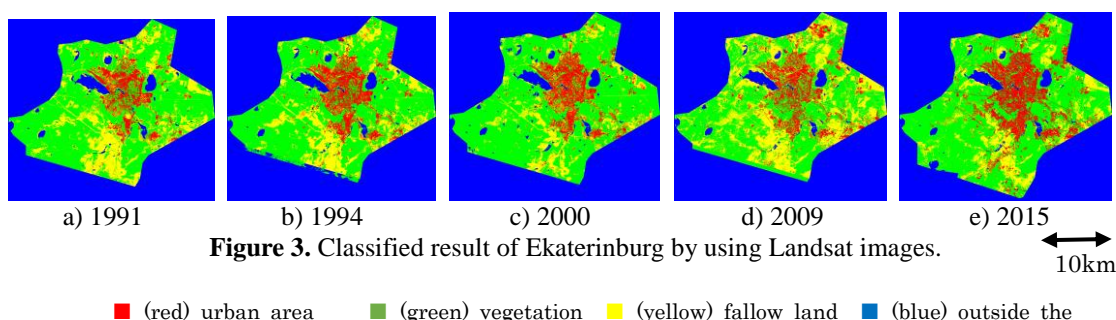 a) 1991 b) 1994 c) 2000 d) 2009 e) 2015
Figure 3. Classified result of Ekaterinburg by using Landsat images.
10km
(red) urban area (green) vegetation (yellow) fallow land (blue) outside the